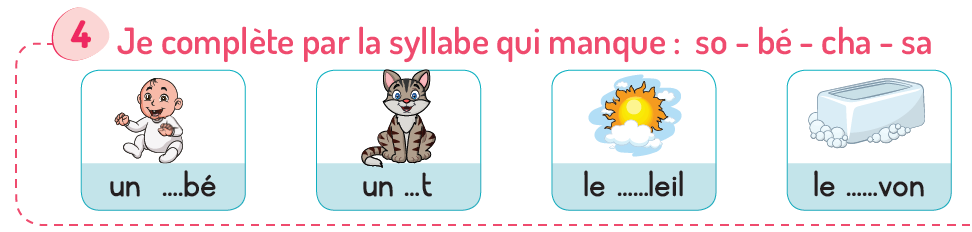 4 Je complète par la syllabe qui manque : so - bé - cha - sa
un ....bé
un ...t
le ......leil
le ......von